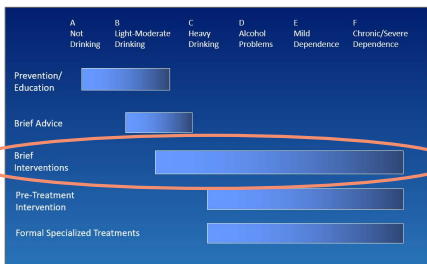 A B C D E F
Not Light-Moderate Heavy Alcohol Mild Chronic/Severe
Drinking Drinking Drinking Problems Dependence Dependence
Prevention/
Education
Brief Advice
Brief
Interventions
Pre-Treatment
Intervention
Formal Specialized Treatments